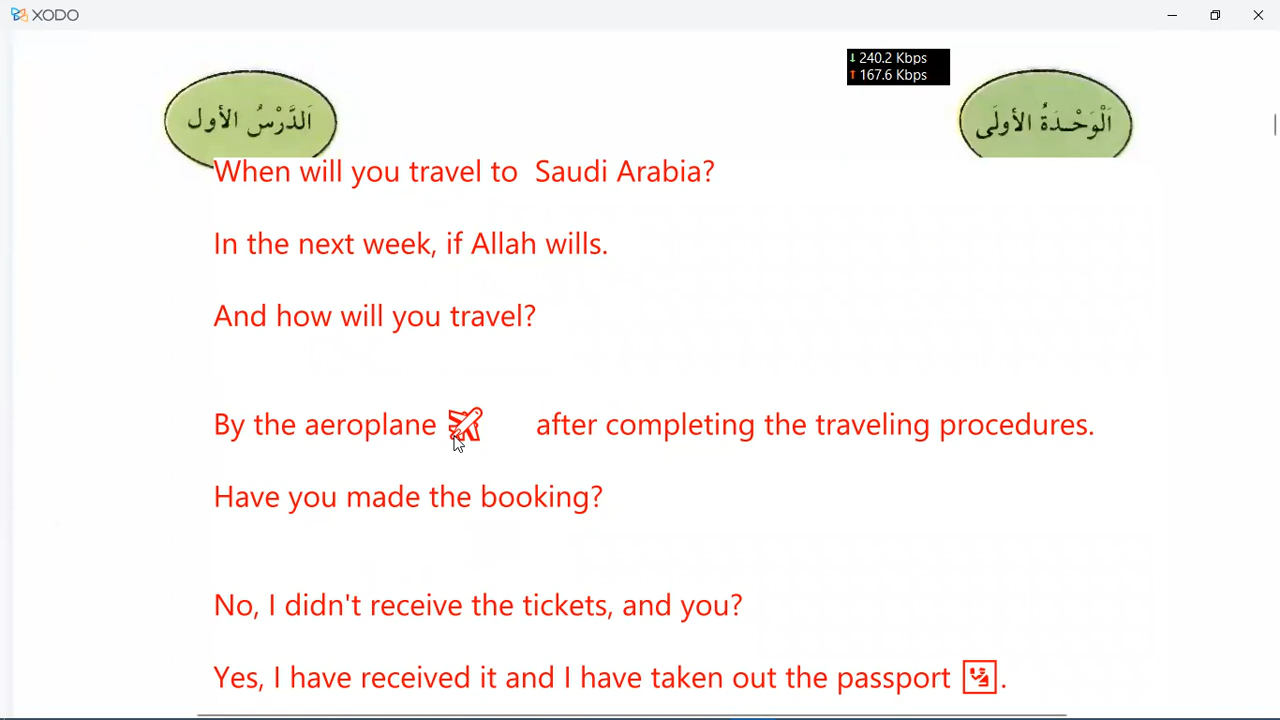 XODO
↓ 240.2 Kbps
↑ 167.6 Kbps
اَلْوَحْدَةُ الأولَى
اَلدَّرْسُ الأول
When will you travel to Saudi Arabia?
In the next week, if Allah wills.
And how will you travel?
By the aeroplane after completing the traveling procedures.
Have you made the booking?
No, I didn't receive the tickets, and you?
Yes, I have received it and I have taken out the passport .